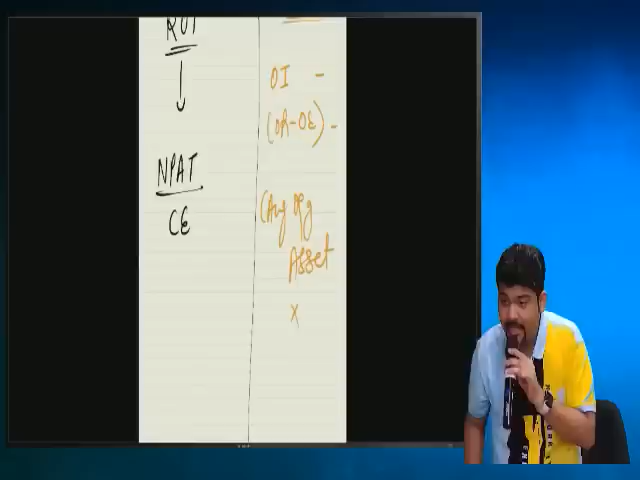 ROI
↓
NPAT
CE
OI -
(OR-OE) -
(Avg Opg
Asset
x